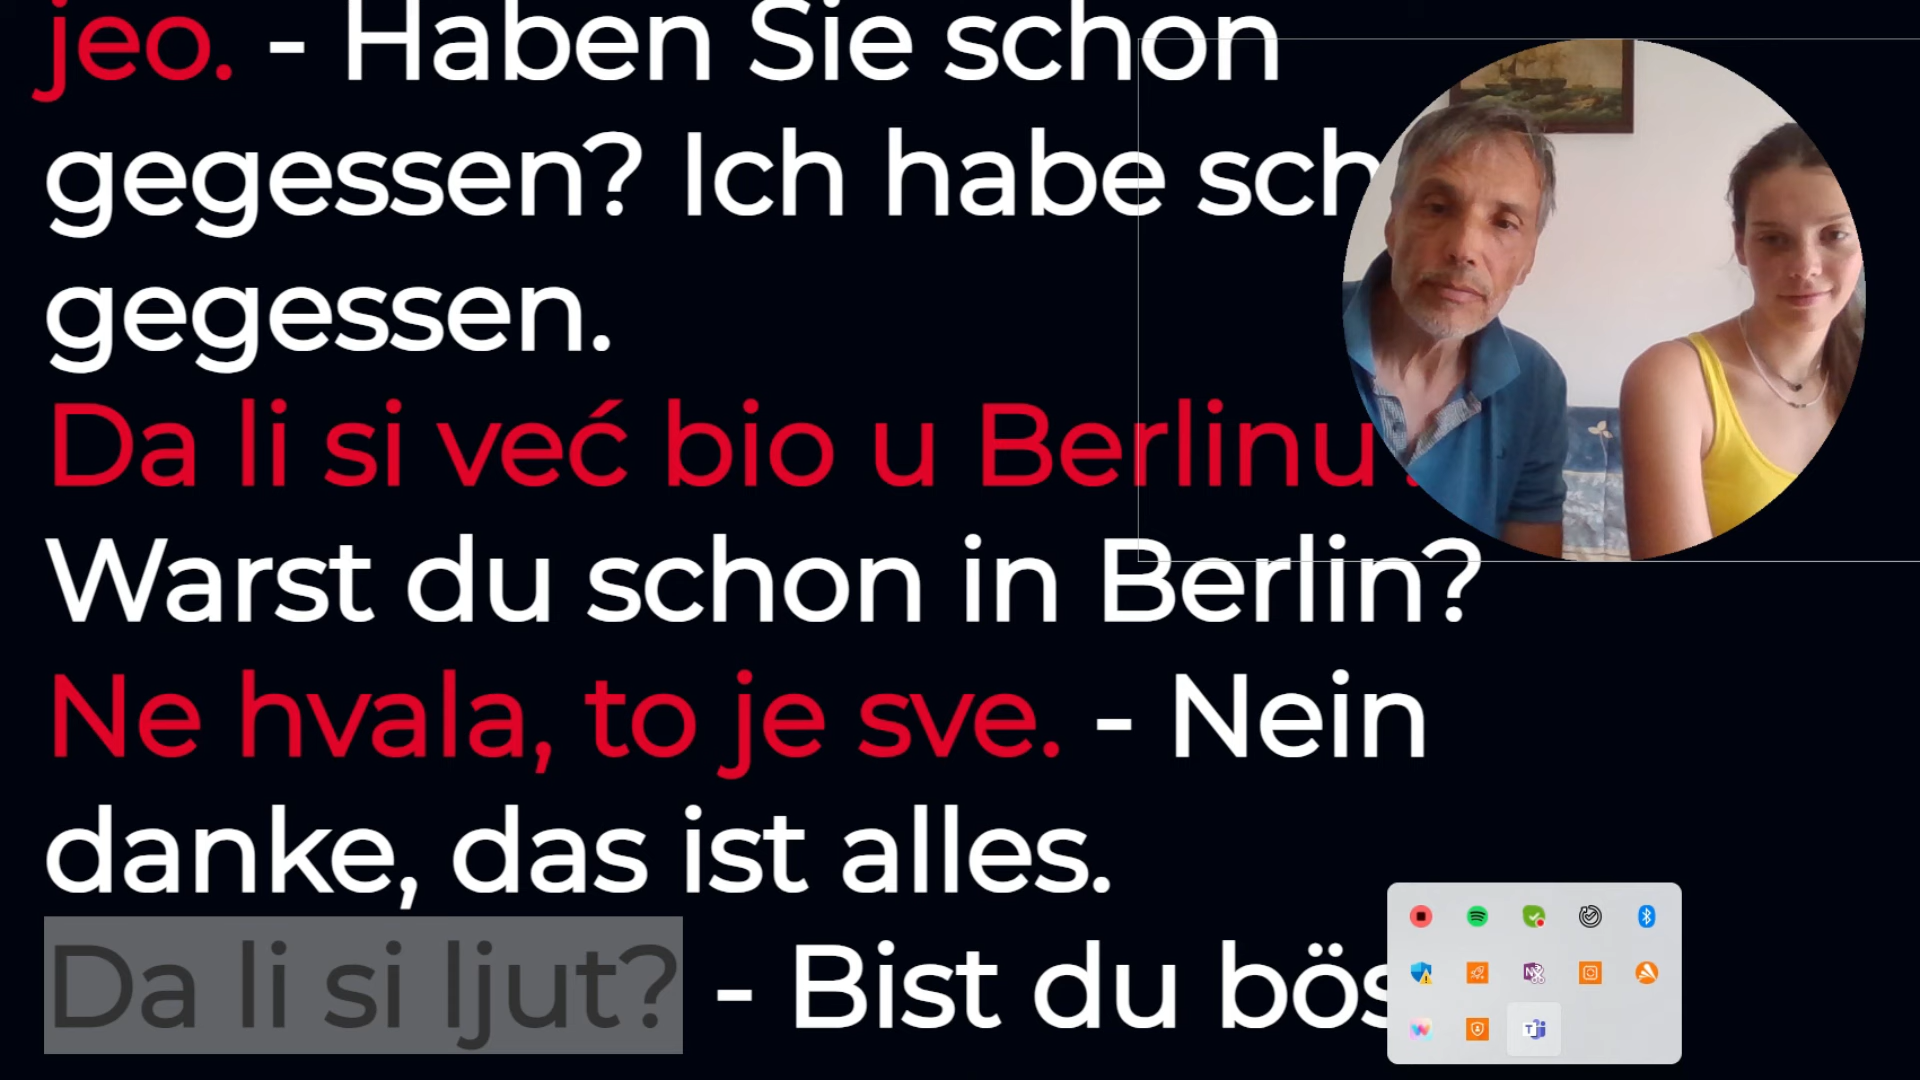 jeo. - Haben Sie schon
gegessen? Ich habe sch
gegessen.
Da li si već bio u Berlinu
Warst du schon in Berlin?
Ne hvala, to je sve. - Nein
danke, das ist alles.
Da li si ljut? - Bist du bös